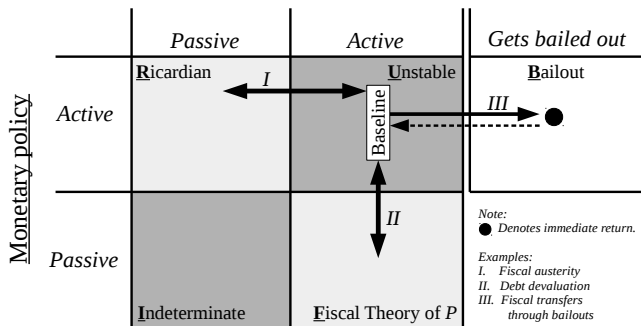 Passive
Active
Gets bailed out
Monetary policy
Active
Passive
Ricardian
I
Unstable
Bailout
Baseline
III
II
Indeterminate
Fiscal Theory of P
Note:
Denotes immediate return.
Examples:
I. Fiscal austerity
II. Debt devaluation
III. Fiscal transfers
through bailouts